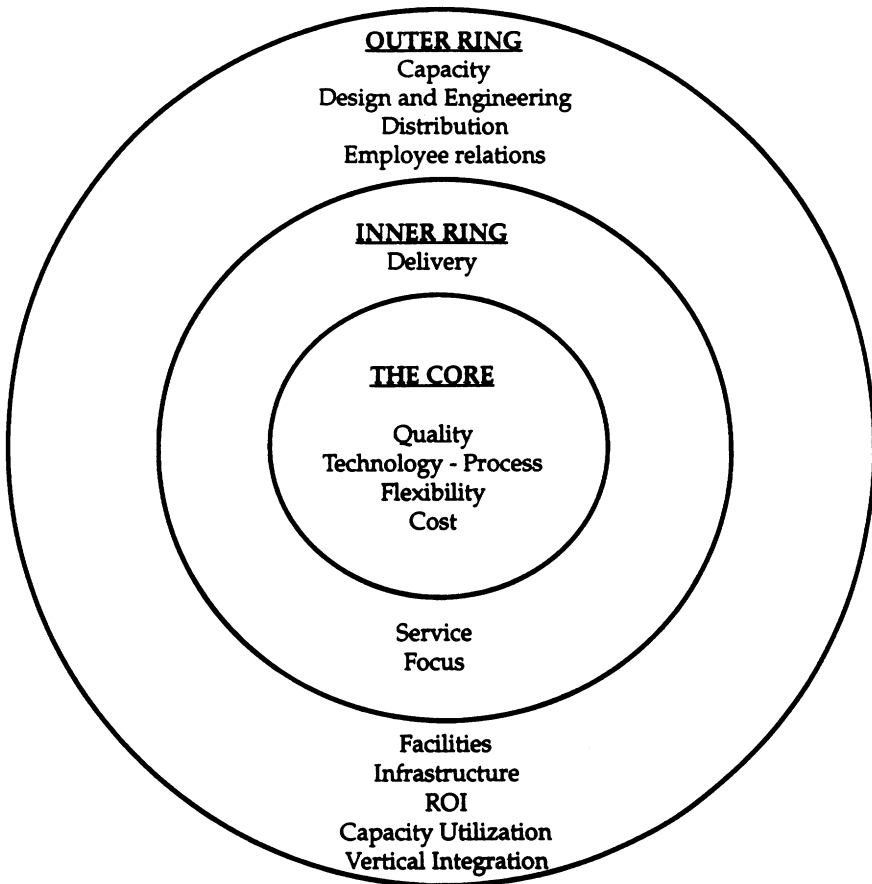 OUTER RING
Capacity
Design and Engineering
Distribution
Employee relations
INNER RING
Delivery
THE CORE
Quality
Technology - Process
Flexibility
Cost
Service
Focus
Facilities
Infrastructure
ROI
Capacity Utilization
Vertical Integration